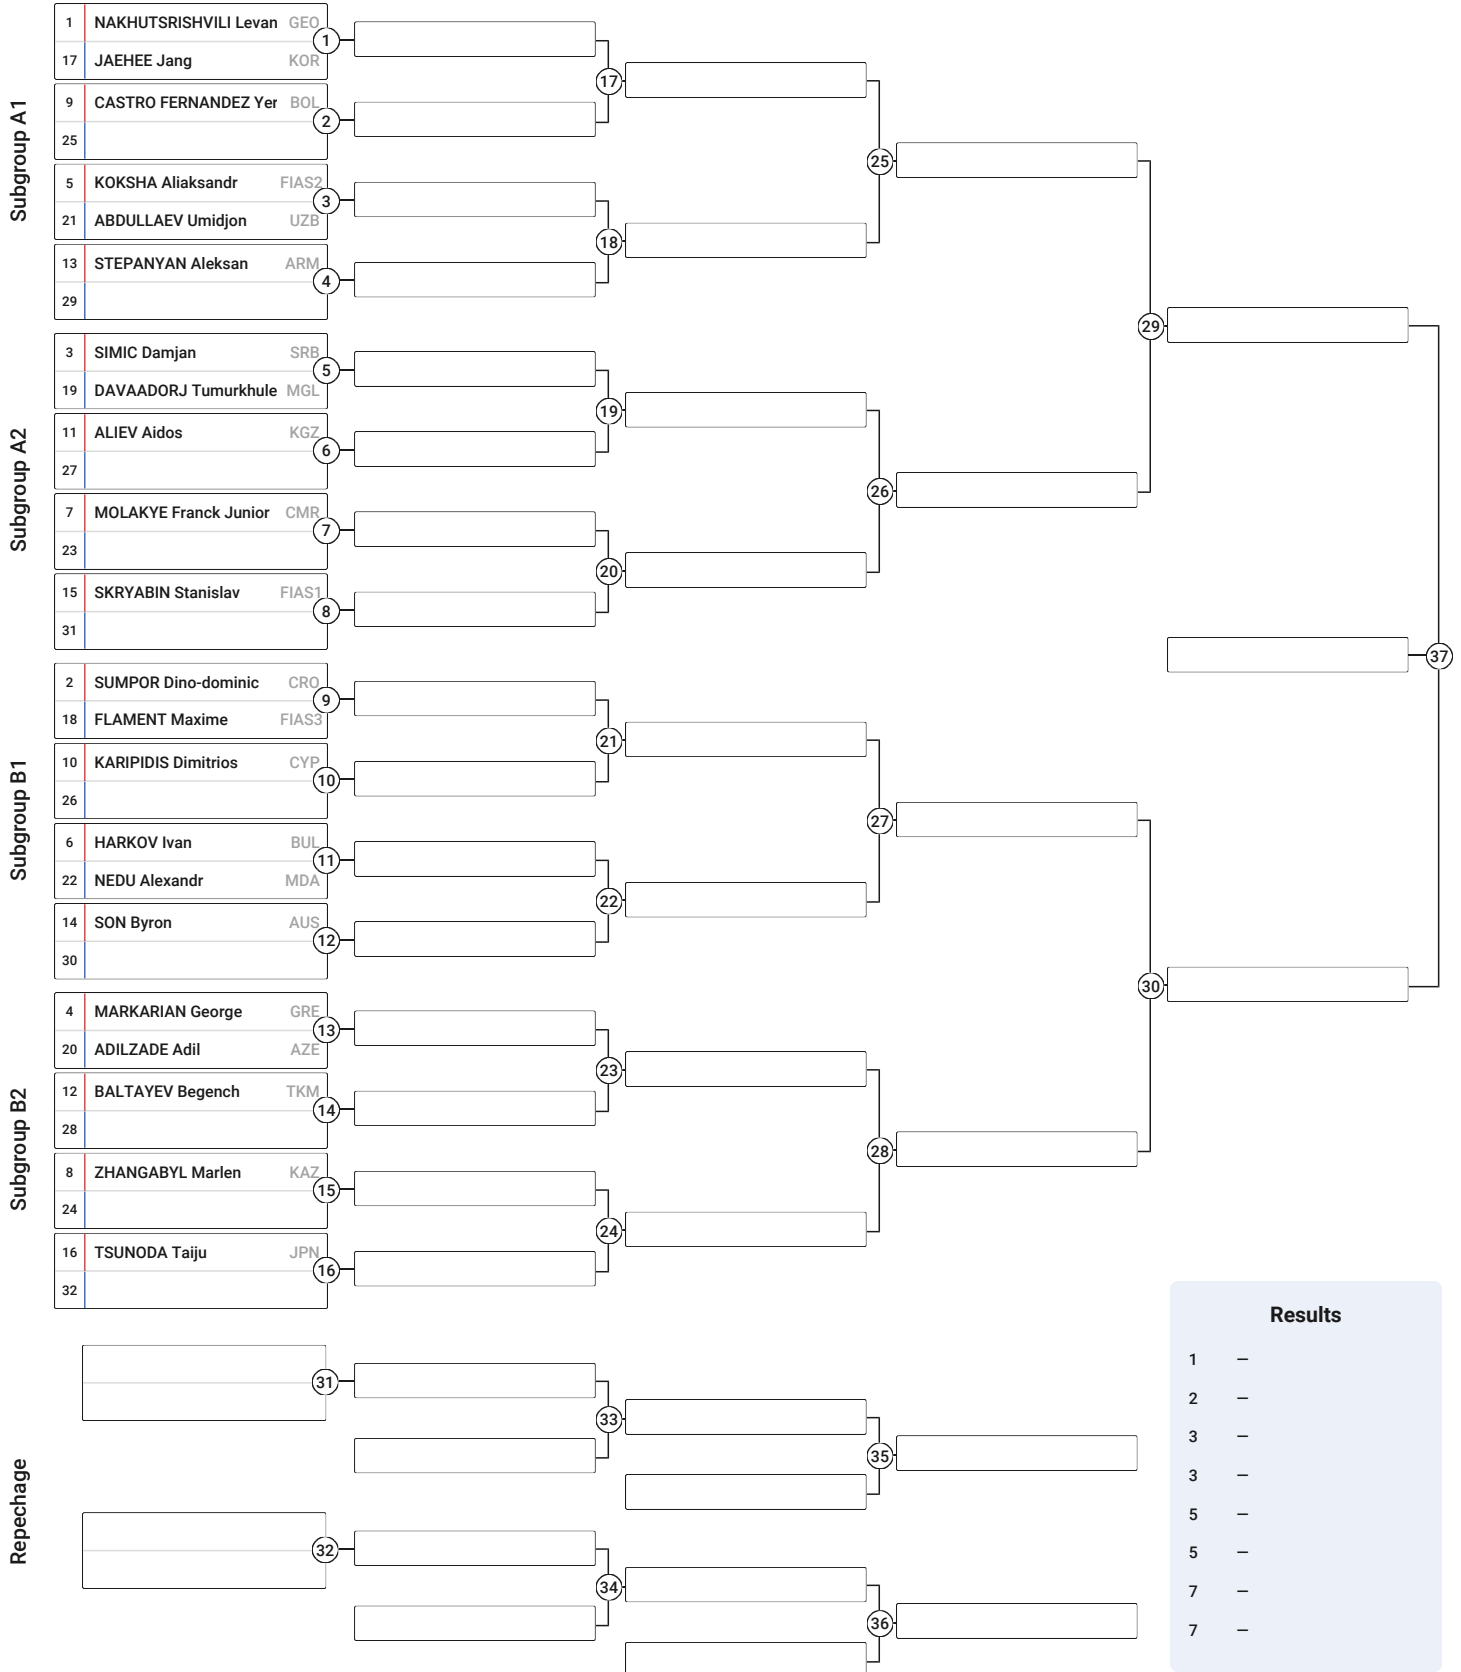 Subgroup A1
1 NAKHUTSRISHVILI Levan GEO
1
17 JAEHEE Jang KOR
9 CASTRO FERNANDEZ Yer BOL
2
25
17
5 KOKSHA Aliaksandr FIAS2
3
21 ABDULLAEV Umidjon UZB
13 STEPANYAN Aleksan ARM
4
29
18
25
Subgroup A2
3 SIMIC Damjan SRB
5
19 DAVAADORJ Tumurkhule MGL
11 ALIEV Aidos KGZ
6
27
19
7 MOLAKYE Franck Junior CMR
7
23
15 SKRYABIN Stanislav FIAS1
8
31
20
26
29
Subgroup B1
2 SUMPOR Dino-dominic CRO
9
18 FLAMENT Maxime FIAS3
10 KARIPIDIS Dimitrios CYP
10
26
21
6 HARKOV Ivan BUL
11
22 NEDU Alexandr MDA
14 SON Byron AUS
12
30
22
27
Subgroup B2
4 MARKARIAN George GRE
13
20 ADILZADE Adil AZE
12 BALTAYEV Begench TKM
14
28
23
8 ZHANGABYL Marlen KAZ
15
24
16 TSUNODA Taiju JPN
16
32
24
28
30
37
Repechage
31
33
35
32
34
36
Results
1 –
2 –
3 –
3 –
5 –
5 –
7 –
7 –